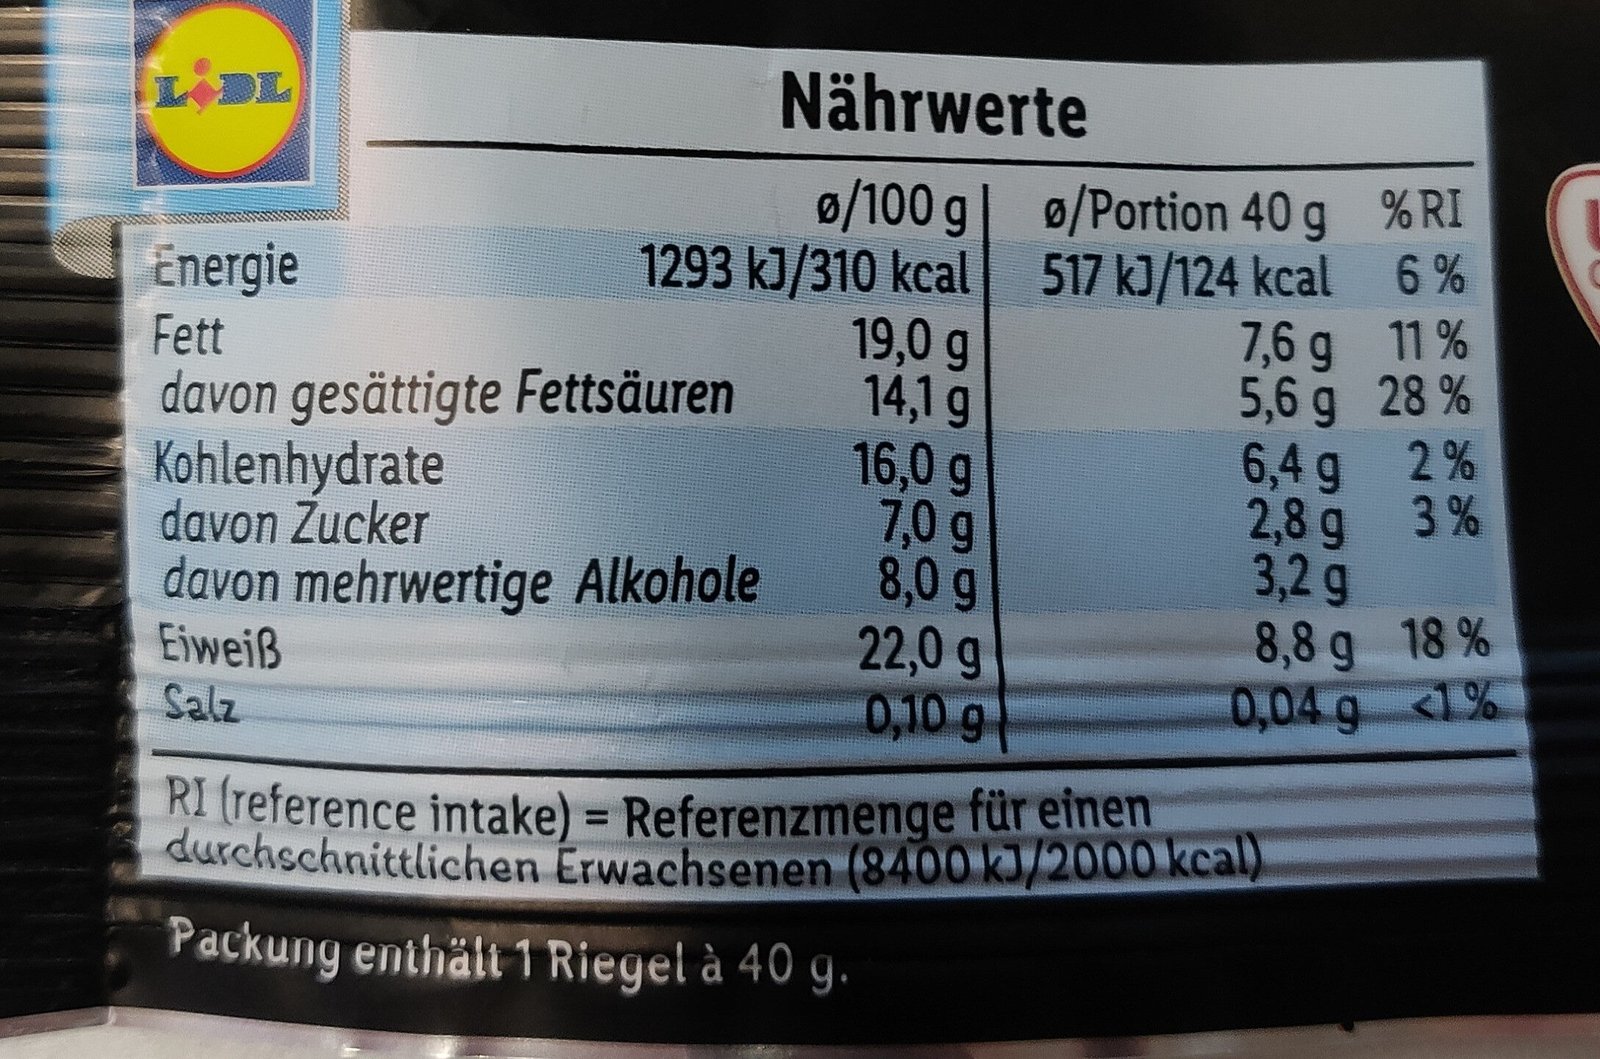 LIDL
Nährwerte
ø/100 g ø/Portion 40 g % RI
Energie 1293 kJ/310 kcal 517 kJ/124 kcal 6 %
Fett 19,0 g 7,6 g 11 %
davon gesättigte Fettsäuren 14,1 g 5,6 g 28 %
Kohlenhydrate 16,0 g 6,4 g 2 %
davon Zucker 7,0 g 2,8 g 3 %
davon mehrwertige Alkohole 8,0 g 3,2 g
Eiweiß 22,0 g 8,8 g 18 %
Salz 0,10 g 0,04 g <1 %
RI (reference intake) = Referenzmenge für einen
durchschnittlichen Erwachsenen (8400 kJ/2000 kcal)
Packung enthält 1 Riegel à 40 g.